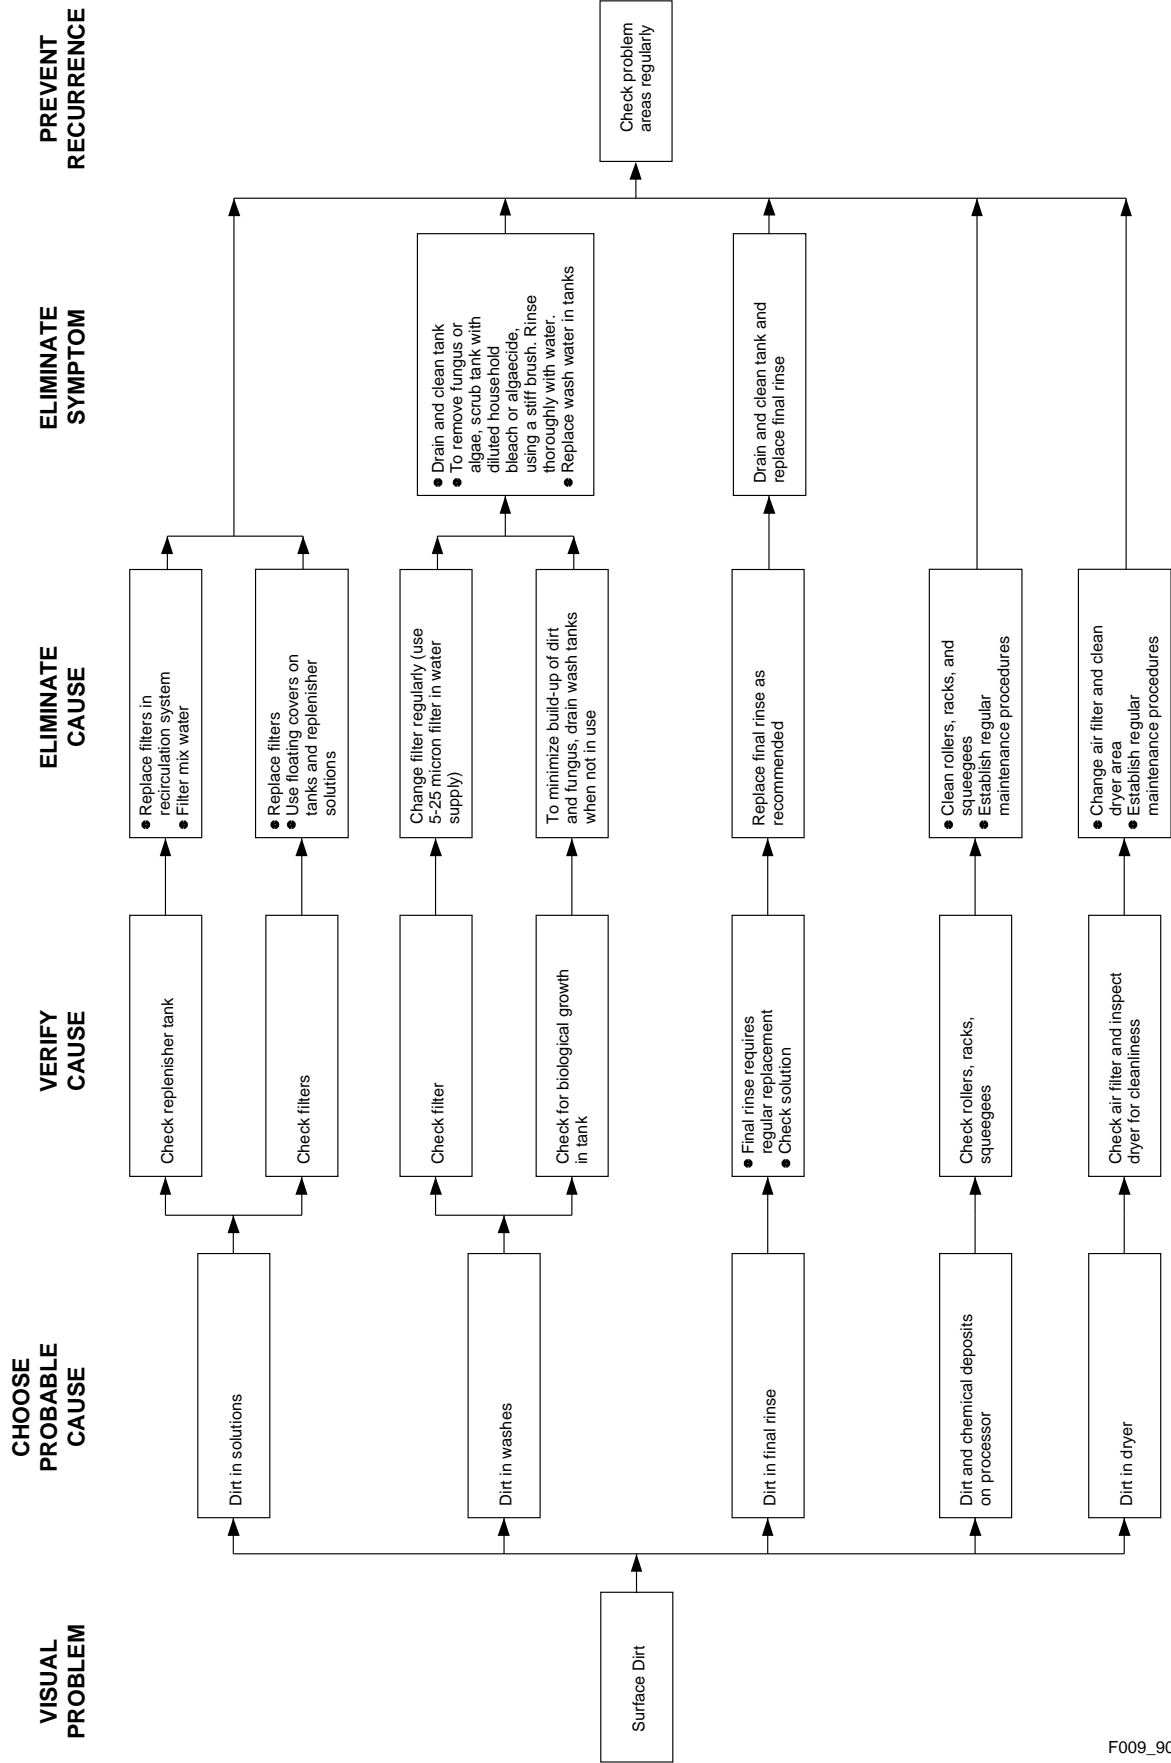 VISUAL
PROBLEM
CHOOSE
PROBABLE
CAUSE
VERIFY
CAUSE
ELIMINATE
CAUSE
ELIMINATE
SYMPTOM
PREVENT
RECURRENCE
Surface Dirt
Dirt in solutions
Check replenisher tank
● Replace filters in
recirculation system
● Filter mix water
Check filters
● Replace filters
● Use floating covers on
tanks and replenisher
solutions
Dirt in washes
Check filter
Change filter regularly (use
5-25 micron filter in water
supply)
Check for biological growth
in tank
To minimize build-up of dirt
and fungus, drain wash tanks
when not in use
● Drain and clean tank
● To remove fungus or
algae, scrub tank with
diluted household
bleach or algaecide,
using a stiff brush. Rinse
thoroughly with water.
● Replace wash water in tanks
Dirt in final rinse
● Final rinse requires
regular replacement
● Check solution
Replace final rinse as
recommended
Drain and clean tank and
replace final rinse
Dirt and chemical deposits
on processor
Check rollers, racks,
squeegees
● Clean rollers, racks, and
squeegees
● Establish regular
maintenance procedures
Dirt in dryer
Check air filter and inspect
dryer for cleanliness
● Change air filter and clean
dryer area
● Establish regular
maintenance procedures
Check problem
areas regularly